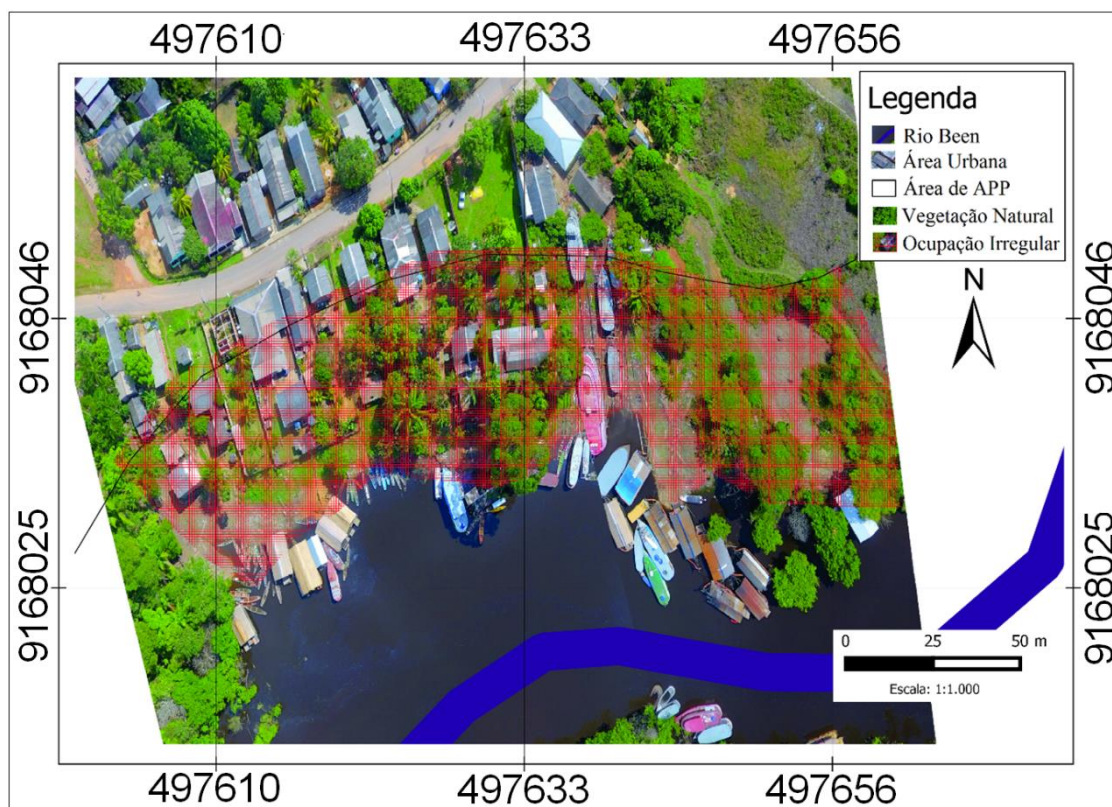 497610 497633 497656
Legenda
Rio Been
Área Urbana
Área de APP
Vegetação Natural
Ocupação Irregular
N
9168046 9168046
9168025 9168025
0 25 50 m
Escala: 1:1.000
497610 497633 497656